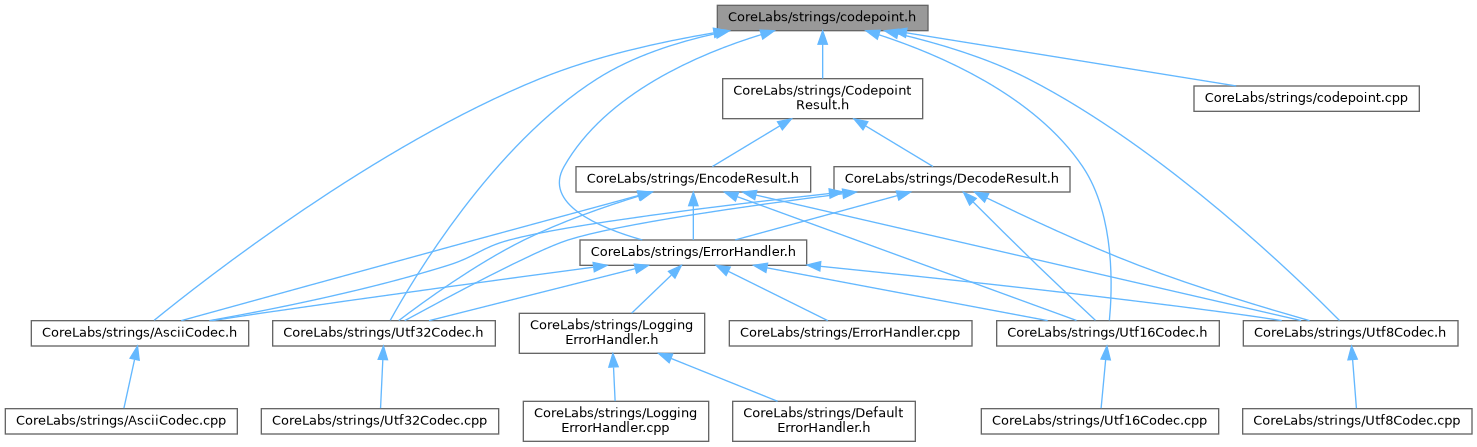 CoreLabs/strings/codepoint.h
CoreLabs/strings/Codepoint
Result.h
CoreLabs/strings/codepoint.cpp
CoreLabs/strings/EncodeResult.h
CoreLabs/strings/DecodeResult.h
CoreLabs/strings/ErrorHandler.h
CoreLabs/strings/AsciiCodec.h
CoreLabs/strings/Utf32Codec.h
CoreLabs/strings/Logging
ErrorHandler.h
CoreLabs/strings/ErrorHandler.cpp
CoreLabs/strings/Utf16Codec.h
CoreLabs/strings/Utf8Codec.h
CoreLabs/strings/AsciiCodec.cpp
CoreLabs/strings/Utf32Codec.cpp
CoreLabs/strings/Logging
ErrorHandler.cpp
CoreLabs/strings/Default
ErrorHandler.h
CoreLabs/strings/Utf16Codec.cpp
CoreLabs/strings/Utf8Codec.cpp